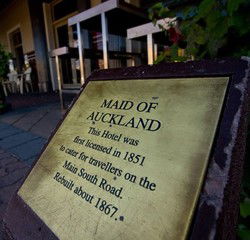 MAID OF
AUCKLAND
This Hotel was
first licensed in 1851
to cater for travellers on the
Main South Road.
Rebuilt about 1867.